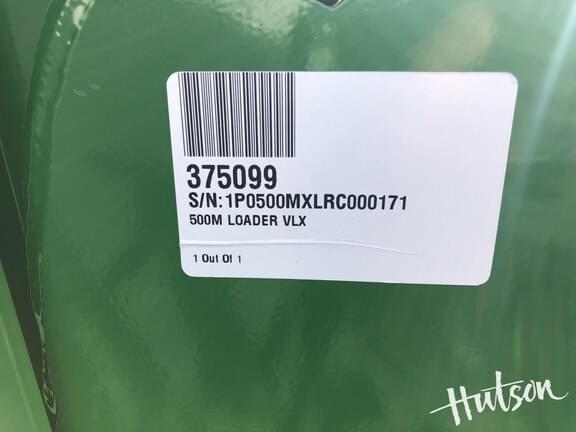 375099
S/N:1P0500MXLRC000171
500M LOADER VLX
1 Out Of 1
Hutson